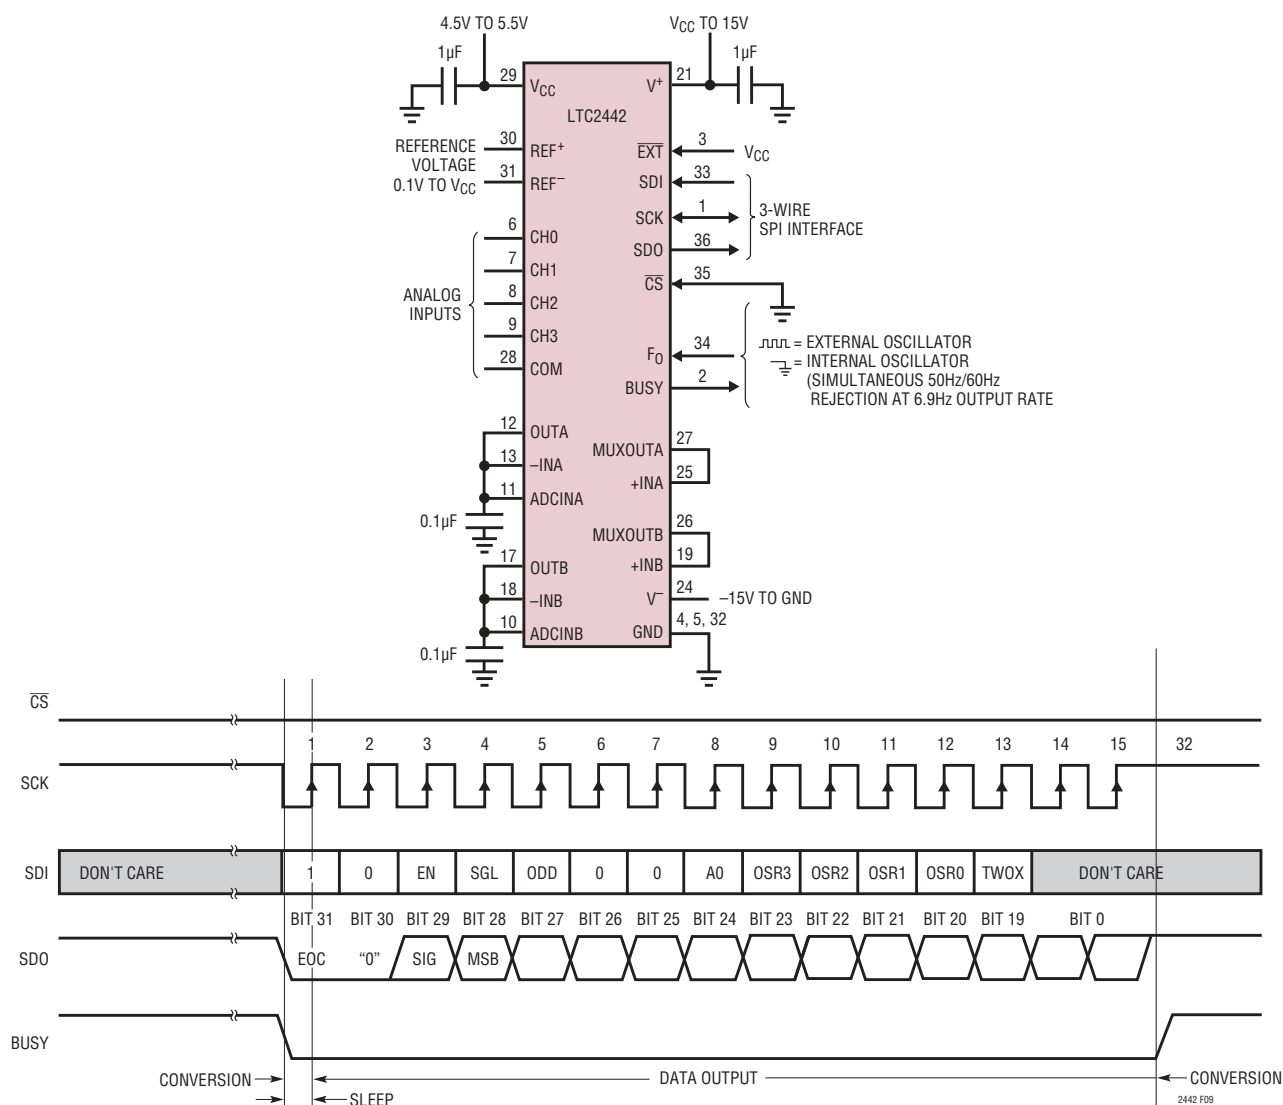 4.5V TO 5.5V
VCC TO 15V
1µF
1µF
29
VCC
V+
21
LTC2442
REFERENCE
VOLTAGE
0.1V TO VCC
30
REF+
31
REF−
EXT
3
VCC
SDI
33
SCK
1
SDO
36
3-WIRE
SPI INTERFACE
CS
35
ANALOG
INPUTS
6
CH0
7
CH1
8
CH2
9
CH3
28
COM
F0
34
BUSY
2
= EXTERNAL OSCILLATOR
= INTERNAL OSCILLATOR
(SIMULTANEOUS 50Hz/60Hz
REJECTION AT 6.9Hz OUTPUT RATE
12
OUTA
13
–INA
11
ADCINA
0.1µF
MUXOUTA
27
+INA
25
MUXOUTB
26
+INB
19
17
OUTB
18
–INB
10
ADCINB
0.1µF
V−
24
–15V TO GND
GND
4, 5, 32
CS
SCK
1 2 3 4 5 6 7 8 9 10 11 12 13 14 15 32
SDI
DON'T CARE 1 0 EN SGL ODD 0 0 A0 OSR3 OSR2 OSR1 OSR0 TWOX DON'T CARE
BIT 31 BIT 30 BIT 29 BIT 28 BIT 27 BIT 26 BIT 25 BIT 24 BIT 23 BIT 22 BIT 21 BIT 20 BIT 19 BIT 0
SDO
EOC “0” SIG MSB
BUSY
CONVERSION
SLEEP
DATA OUTPUT
CONVERSION
2442 F09